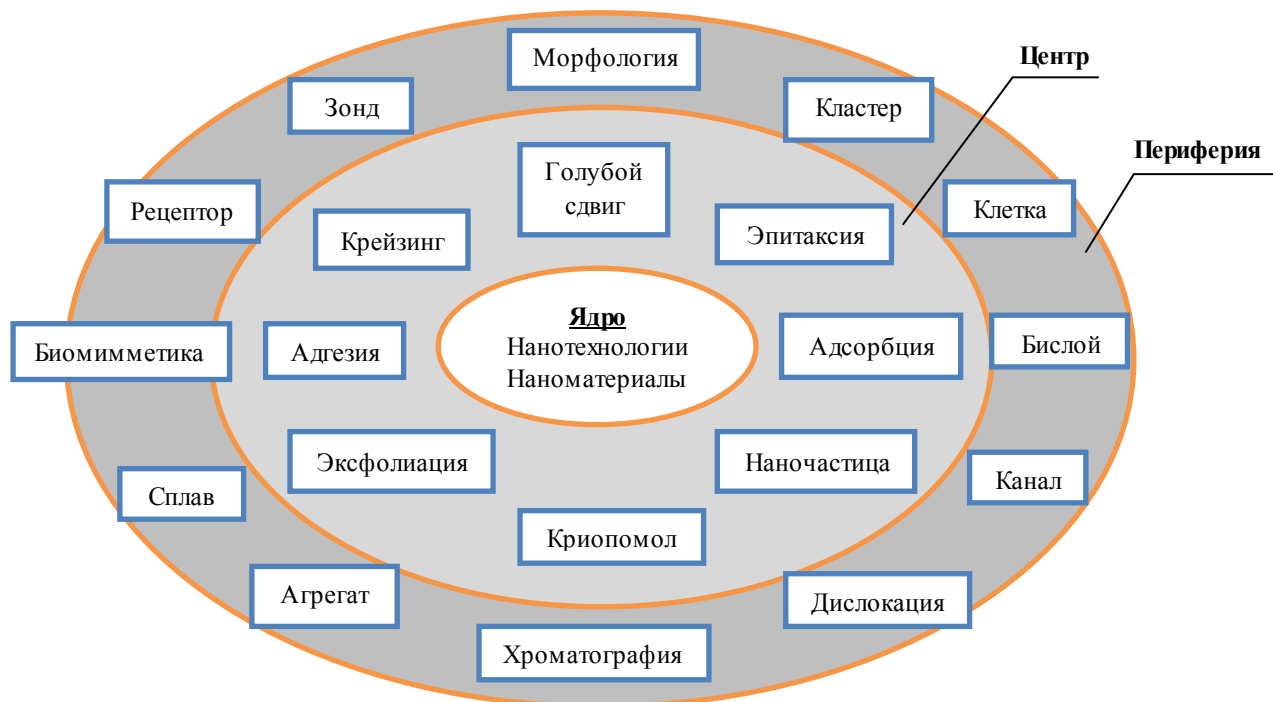 Морфология
Центр
Зонд
Кластер
Периферия
Голубой
сдвиг
Рецептор
Клетка
Крейзинг
Эпитаксия
Ядро
Нанотехнологии
Наноматериалы
Биомимметика
Адгезия
Адсорбция
Бислой
Эксфолиация
Наночастица
Сплав
Канал
Криопомол
Агрегат
Дислокация
Хроматография